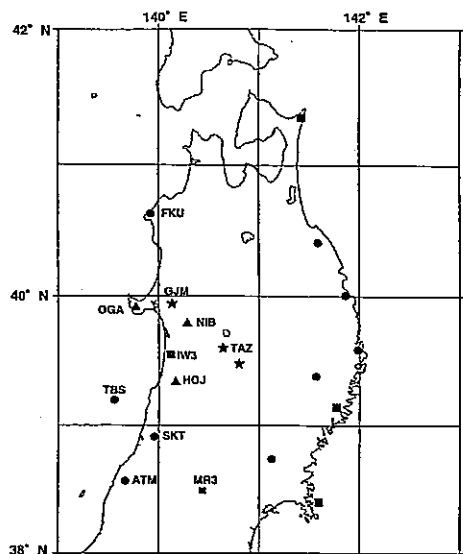 140° E
142° E
42° N
FKU
40° N
GJM
OGA
NIB
TAZ
IW3
HOJ
TBS
SKT
ATM
MR3
38° N